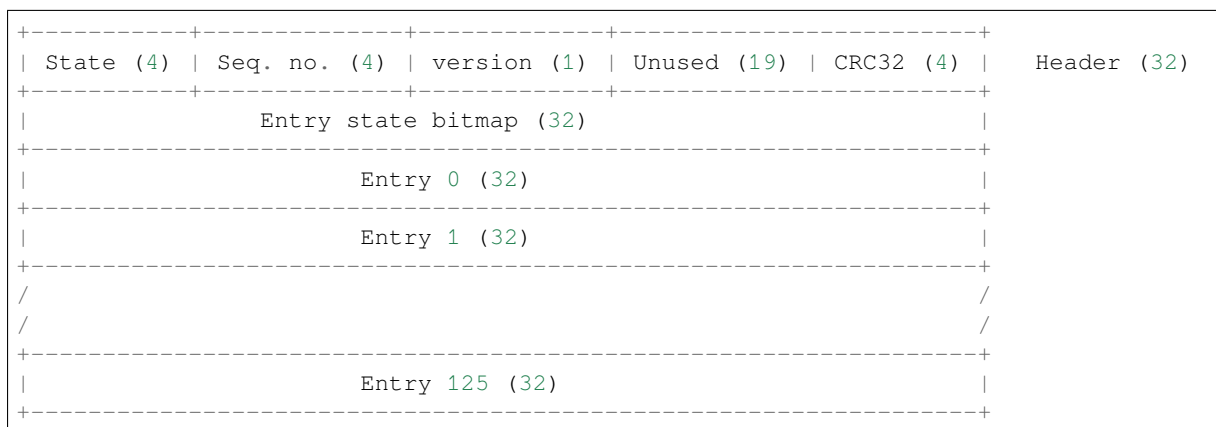 +-----------+--------------+-------------+-------------------------+
| State (4) | Seq. no. (4) | version (1) | Unused (19) | CRC32 (4) |   Header (32)
+-----------+--------------+-------------+-------------------------+
|                Entry state bitmap (32)                           |
+------------------------------------------------------------------+
|                       Entry 0 (32)                               |
+------------------------------------------------------------------+
|                       Entry 1 (32)                               |
+------------------------------------------------------------------+
/                                                                  /
/                                                                  /
+------------------------------------------------------------------+
|                       Entry 125 (32)                             |
+------------------------------------------------------------------+